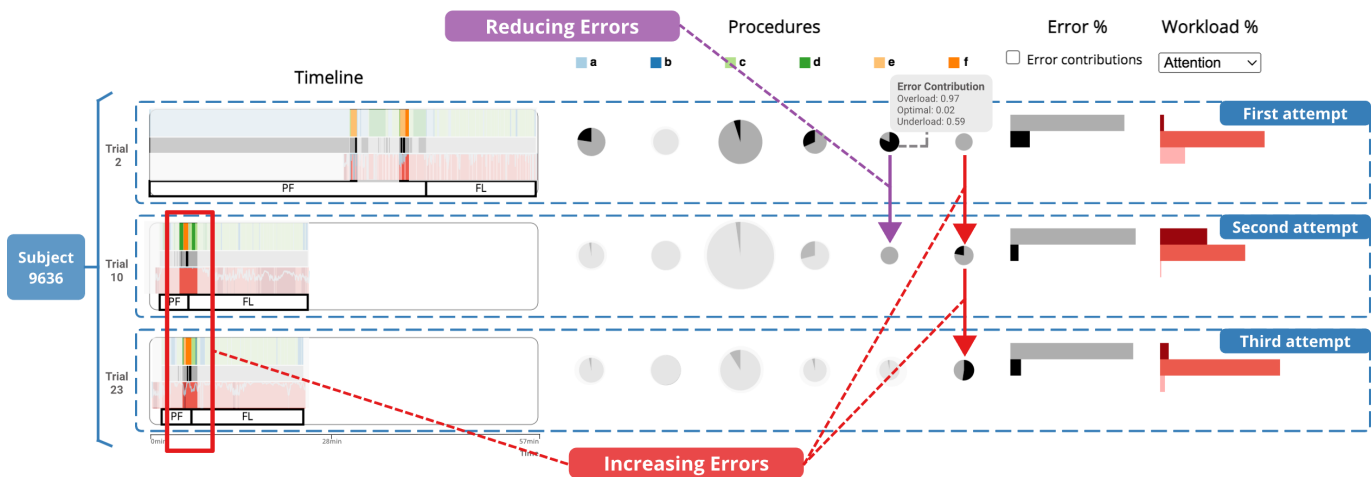 Reducing Errors
Procedures
Error %
Workload %
Timeline
a
b
c
d
e
f
Error contributions
Attention
Error Contribution
Overload: 0.97
Optimal: 0.02
Underload: 0.59
First attempt
Trial
2
PF
FL
Second attempt
Subject
9636
Trial
10
PF
FL
Third attempt
Trial
23
PF
FL
0min
28min
57min
Time
Increasing Errors